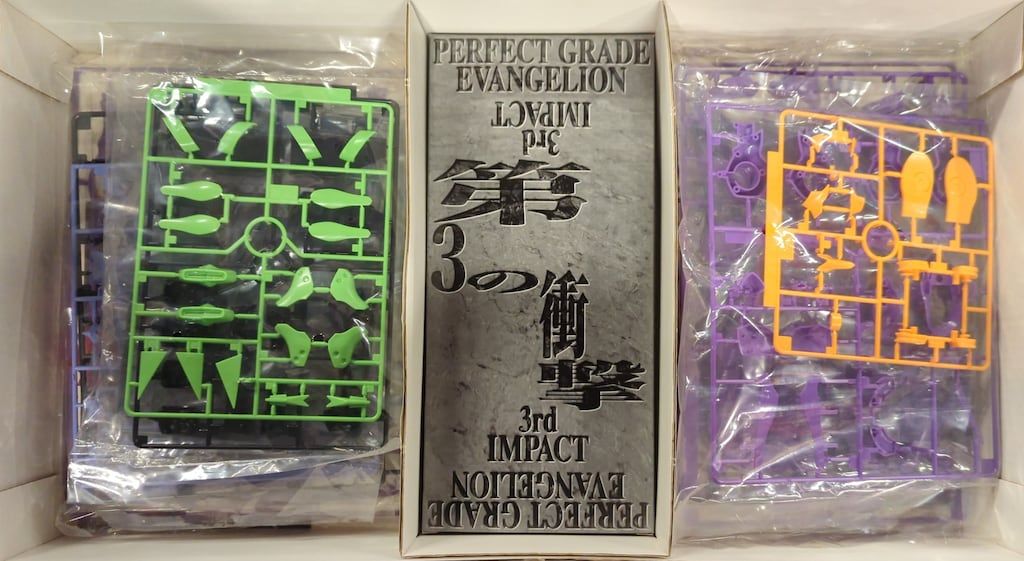 PERFECT GRADE
EVANGELION
3rd
IMPACT
第
3の
衝
撃
3rd
IMPACT
PERFECT GRADE
EVANGELION